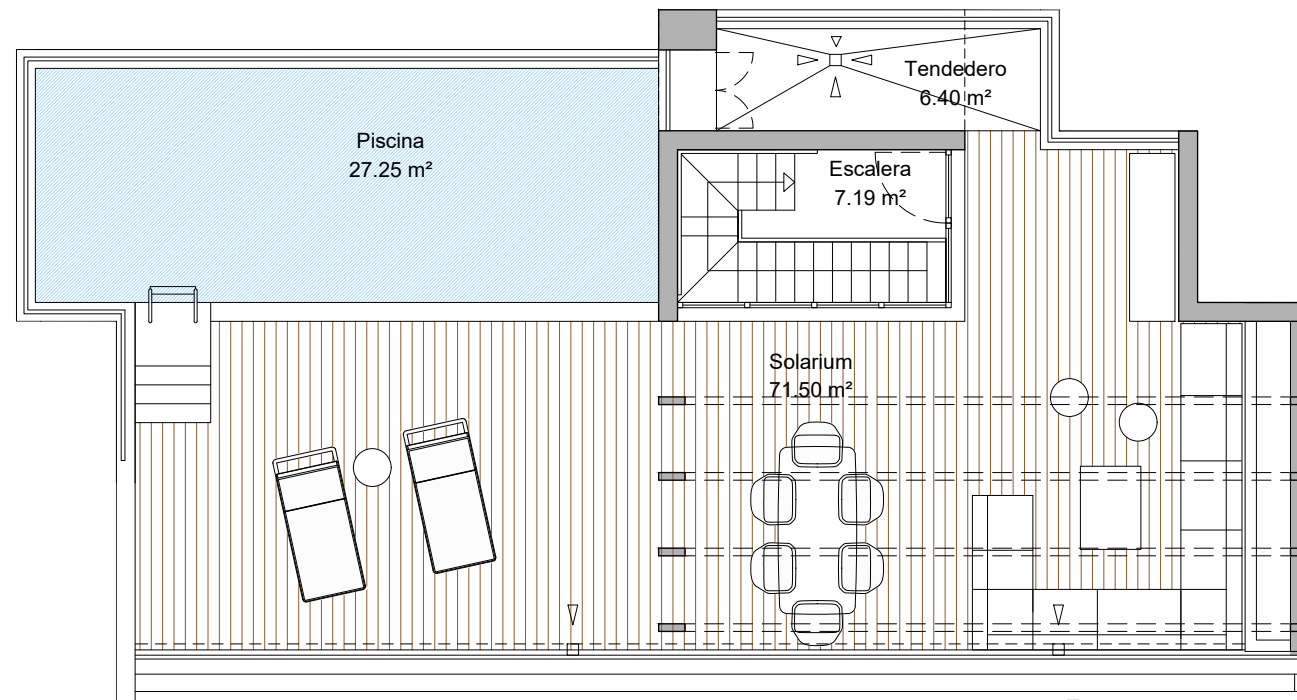 Tendedero
6.40 m²
Piscina
27.25 m²
Escalera
7.19 m²
Solarium
71.50 m²